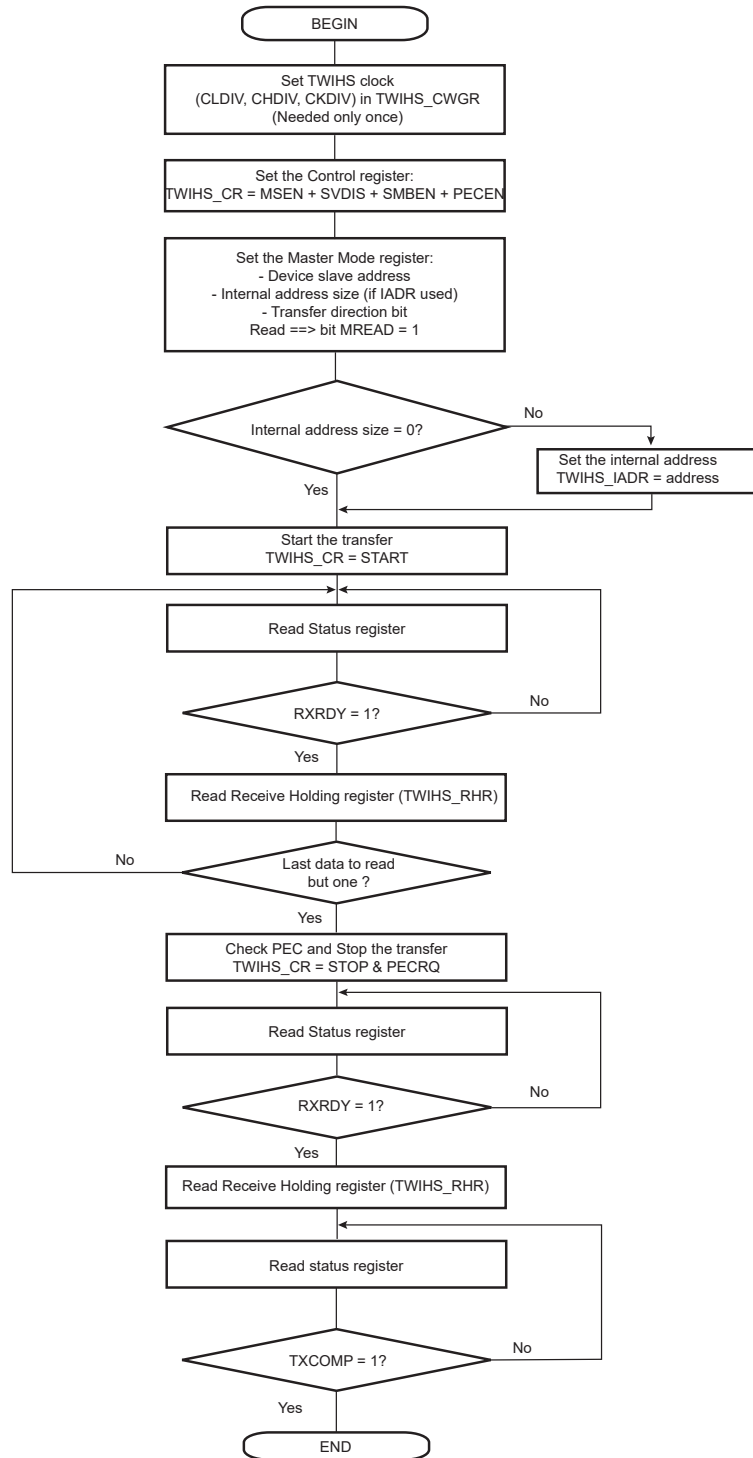 BEGIN
Set TWIHS clock
(CLDIV, CHDIV, CKDIV) in TWIHS_CWGR
(Needed only once)
Set the Control register:
TWIHS_CR = MSEN + SVDIS + SMBEN + PECEN
Set the Master Mode register:
- Device slave address
- Internal address size (if IADR used)
- Transfer direction bit
Read ==> bit MREAD = 1
Internal address size = 0?
No
Set the internal address
TWIHS_IADR = address
Yes
Start the transfer
TWIHS_CR = START
Read Status register
RXRDY = 1?
No
Yes
Read Receive Holding register (TWIHS_RHR)
No
Last data to read
but one ?
Yes
Check PEC and Stop the transfer
TWIHS_CR = STOP & PECRQ
Read Status register
RXRDY = 1?
No
Yes
Read Receive Holding register (TWIHS_RHR)
Read status register
TXCOMP = 1?
No
Yes
END